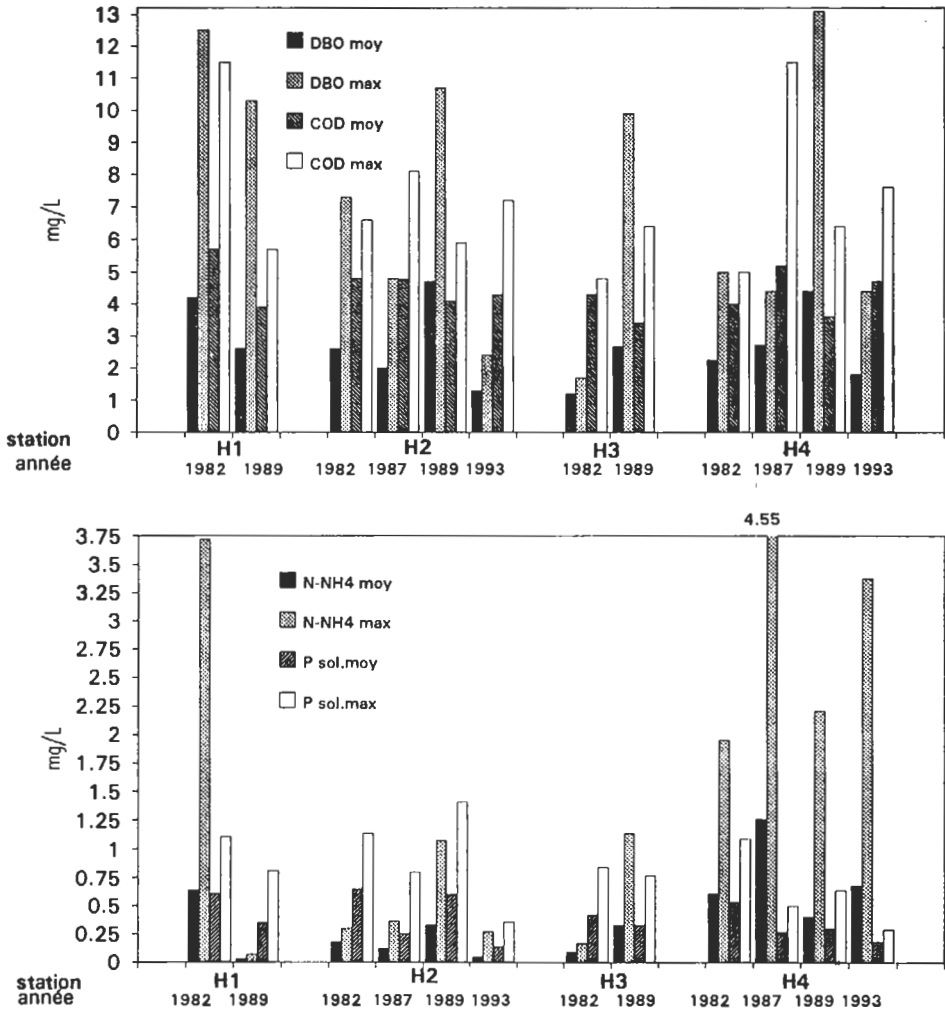 13
12
11
10
9
8
7
6
5
4
3
2
1
0
mg/L
DBO moy
DBO max
COD moy
COD max
station
année
H1 H2 H3 H4
1982 1989 1982 1987 1989 1993 1982 1989 1982 1987 1989 1993
4.55
3.75
3.5
3.25
3
2.75
2.5
2.25
2
1.75
1.5
1.25
1
0.75
0.5
0.25
0
mg/L
N-NH4 moy
N-NH4 max
P sol.moy
P sol.max
station
année
H1 H2 H3 H4
1982 1989 1982 1987 1989 1993 1982 1989 1982 1987 1989 1993